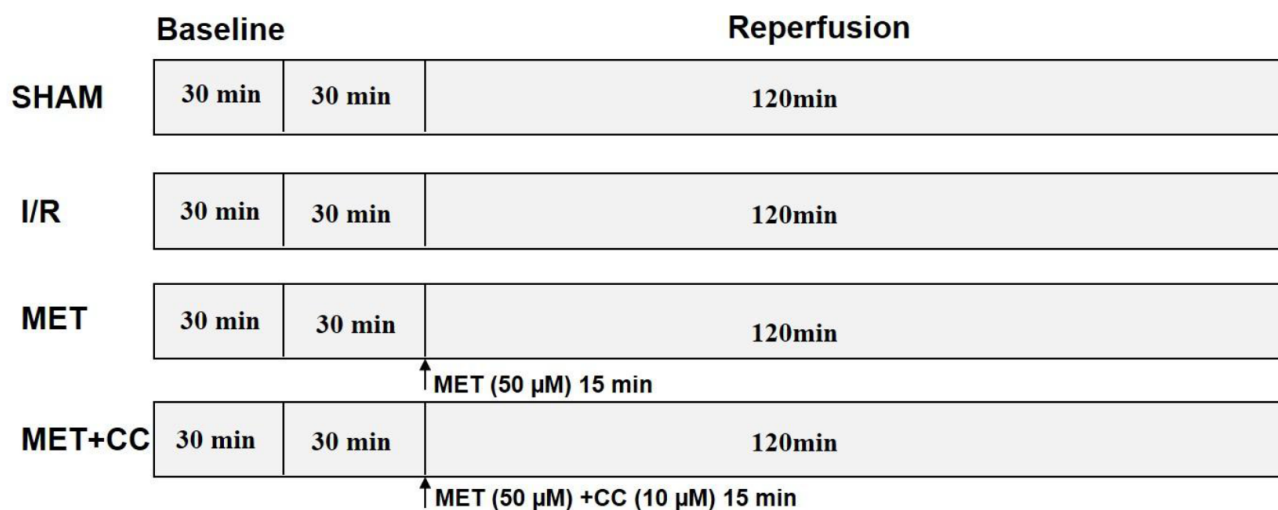 Baseline Reperfusion
SHAM 30 min 30 min 120min
I/R 30 min 30 min 120min
MET 30 min 30 min 120min
MET (50 µM) 15 min
MET+CC 30 min 30 min 120min
MET (50 µM) +CC (10 µM) 15 min